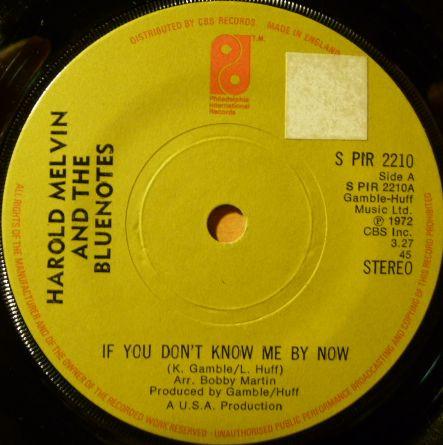 DISTRIBUTED BY CBS RECORDS
MADE IN ENGLAND
T.M.
Philadelphia
International
Records
HAROLD MELVIN
AND THE
BLUENOTES
S PIR 2210
Side A
S PIR 2210A
Gamble-Huff
Music Ltd.
℗ 1972
CBS Inc.
3.27
45
STEREO
IF YOU DON'T KNOW ME BY NOW
(K. Gamble/L. Huff)
Arr. Bobby Martin
Produced by Gamble/Huff
A U.S.A. Production
ALL RIGHTS OF THE MANUFACTURER AND OF THE OWNER OF THE RECORDED WORK RESERVED UNAUTHORISED PUBLIC PERFORMANCE BROADCASTING AND COPYING OF THIS RECORD PROHIBITED